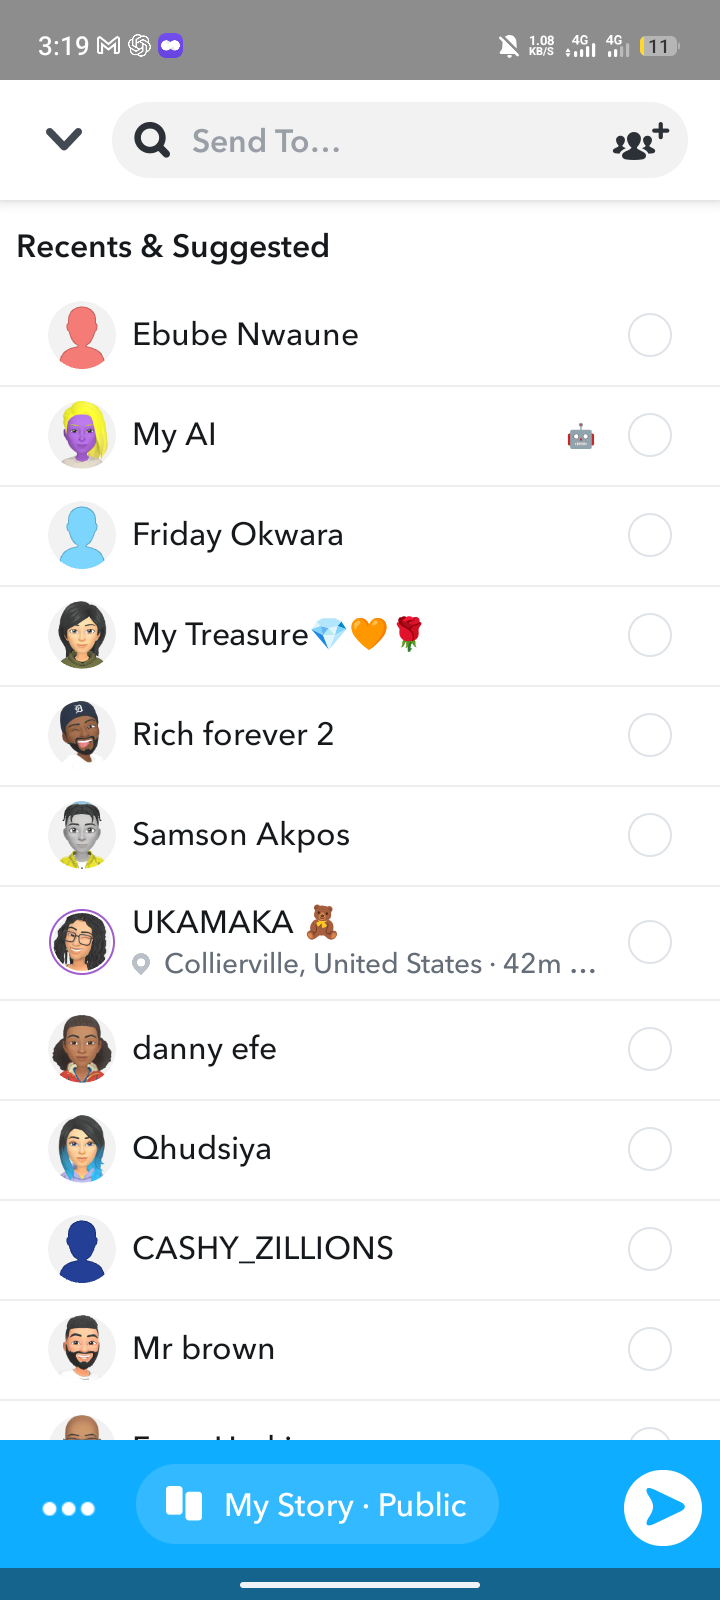 3:19
1.08
KB/S
4G
4G
11
Send To...
Recents & Suggested
Ebube Nwaune
My AI
Friday Okwara
My Treasure💎🧡🌹
Rich forever 2
Samson Akpos
UKAMAKA 🧸
Collierville, United States · 42m ...
danny efe
Qhudsiya
CASHY_ZILLIONS
Mr brown
My Story · Public